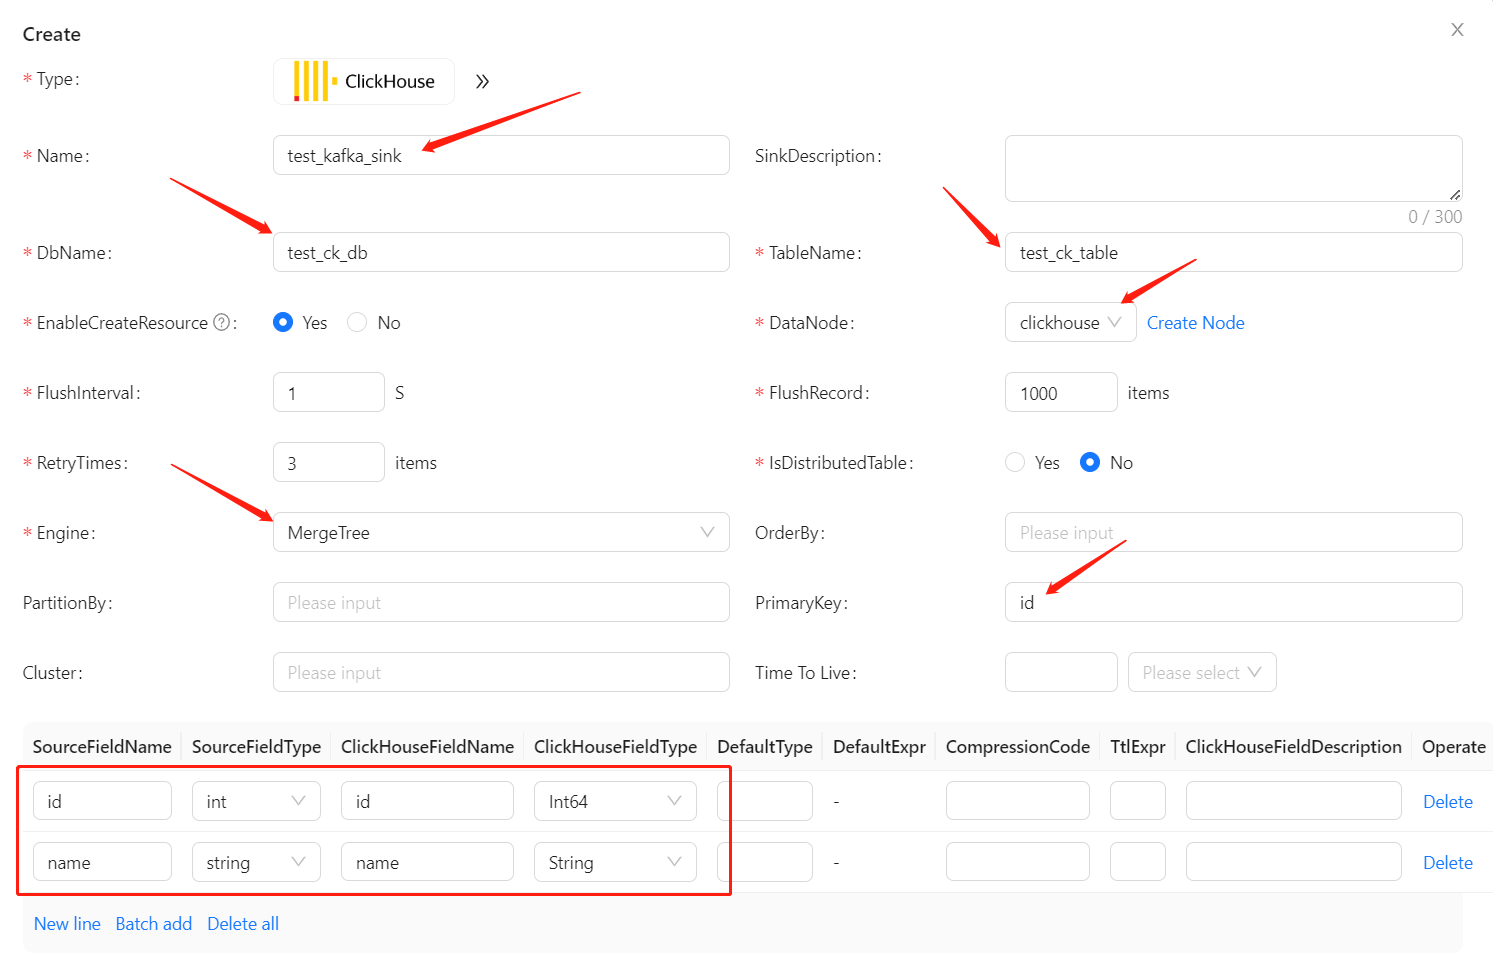 Create
X
* Type:
ClickHouse »
* Name: test_kafka_sink
SinkDescription:
0 / 300
* DbName: test_ck_db
* TableName: test_ck_table
* EnableCreateResource ? : Yes No
* DataNode: clickhouse Create Node
* FlushInterval: 1 S
* FlushRecord: 1000 items
* RetryTimes: 3 items
* IsDistributedTable: Yes No
* Engine: MergeTree
OrderBy: Please input
PartitionBy: Please input
PrimaryKey: id
Cluster: Please input
Time To Live: Please select
SourceFieldName SourceFieldType ClickHouseFieldName ClickHouseFieldType DefaultType DefaultExpr CompressionCode TtlExpr ClickHouseFieldDescription Operate
id int id Int64 - Delete
name string name String - Delete
New line Batch add Delete all